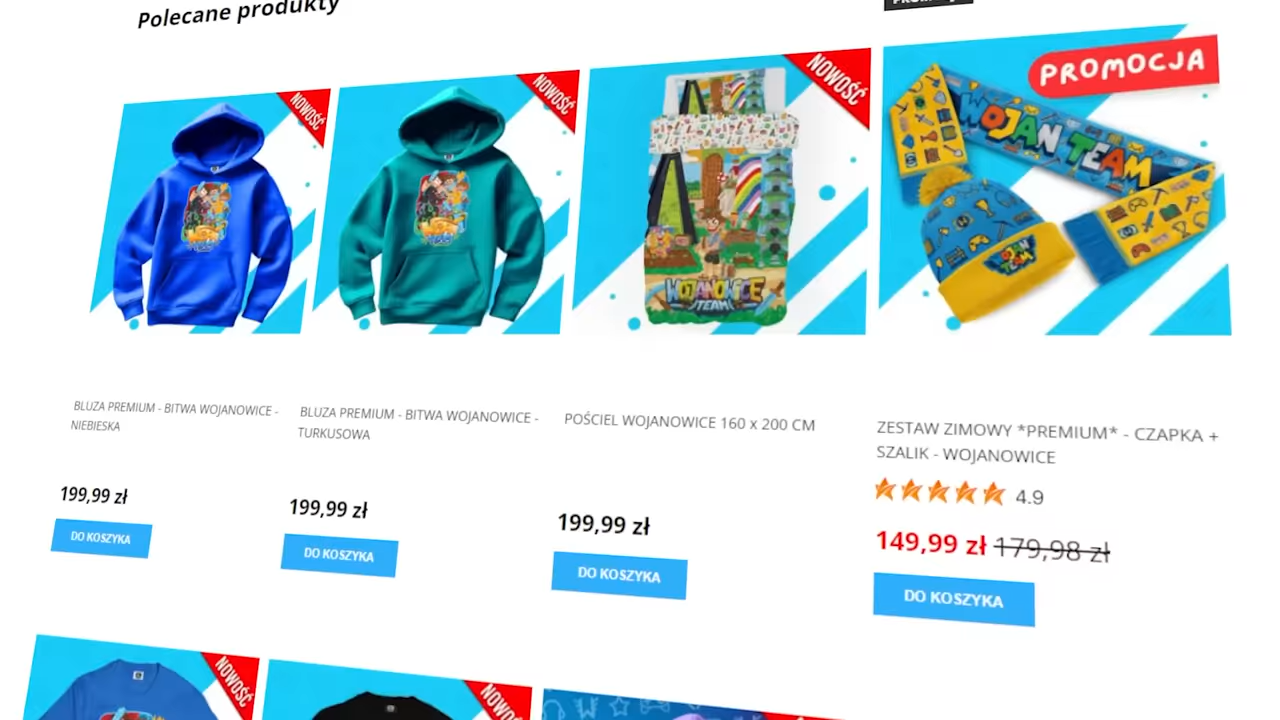 Polecane produkty
NOWOŚĆ
NOWOŚĆ
NOWOŚĆ
PROMOCJA
WOJAN TEAM
WOJAN
TEAM
WOJANOWICE
TEAM
BLUZA PREMIUM - BITWA WOJANOWICE -
NIEBIESKA
BLUZA PREMIUM - BITWA WOJANOWICE -
TURKUSOWA
POŚCIEL WOJANOWICE 160 x 200 CM
ZESTAW ZIMOWY *PREMIUM* - CZAPKA +
SZALIK - WOJANOWICE
4.9
199,99 zł
199,99 zł
199,99 zł
149,99 zł 179,98 zł
DO KOSZYKA
DO KOSZYKA
DO KOSZYKA
DO KOSZYKA
NOWOŚĆ
NOWOŚĆ